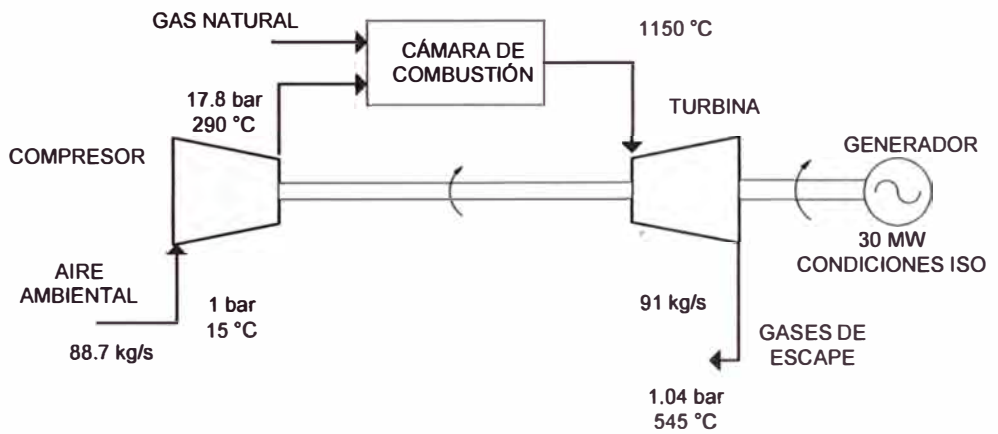 GAS NATURAL
CÁMARA DE
COMBUSTIÓN
1150 °C
17.8 bar
290 °C
TURBINA
COMPRESOR
GENERADOR
30 MW
CONDICIONES ISO
AIRE
AMBIENTAL
1 bar
15 °C
88.7 kg/s
91 kg/s
GASES DE
ESCAPE
1.04 bar
545 °C